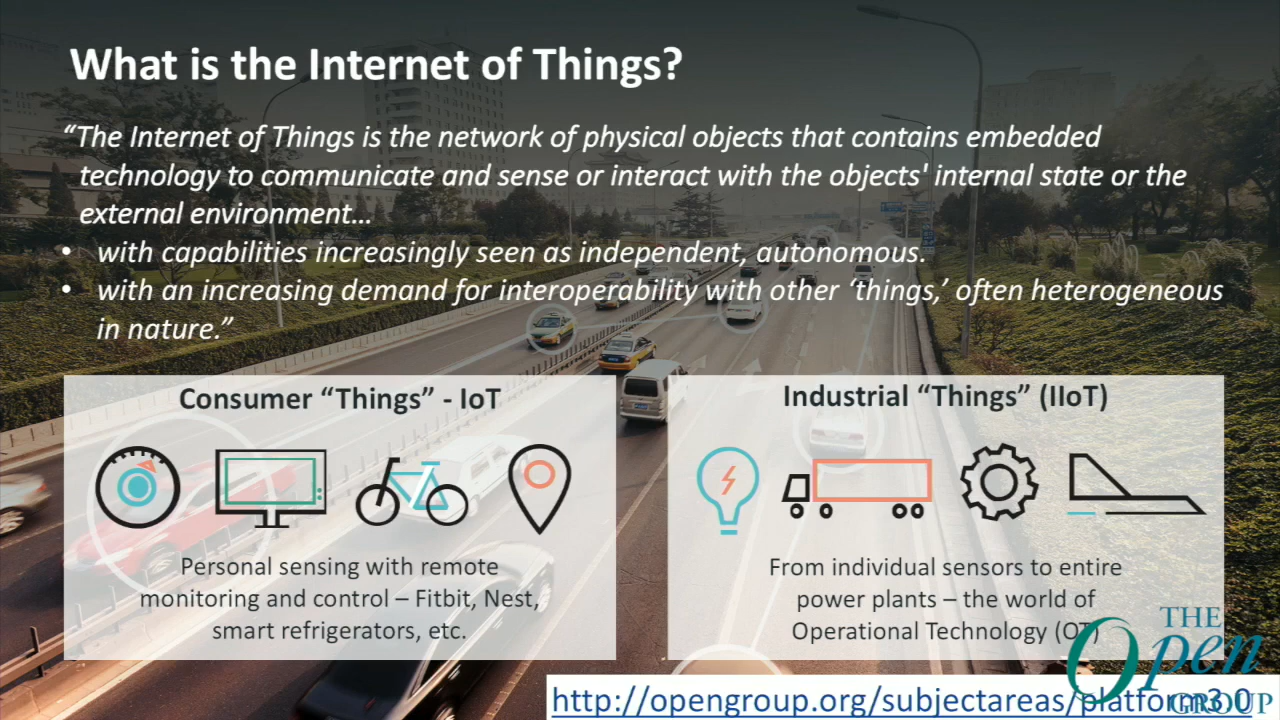 What is the Internet of Things?
“The Internet of Things is the network of physical objects that contains embedded
technology to communicate and sense or interact with the objects' internal state or the
external environment…
• with capabilities increasingly seen as independent, autonomous.
• with an increasing demand for interoperability with other ‘things,’ often heterogeneous
in nature.”
Consumer “Things” - IoT
Personal sensing with remote
monitoring and control – Fitbit, Nest,
smart refrigerators, etc.
Industrial “Things” (IIoT)
From individual sensors to entire
power plants – the world of
Operational Technology (OT)
THE
Open
GROUP
http://opengroup.org/subjectareas/platform3.0